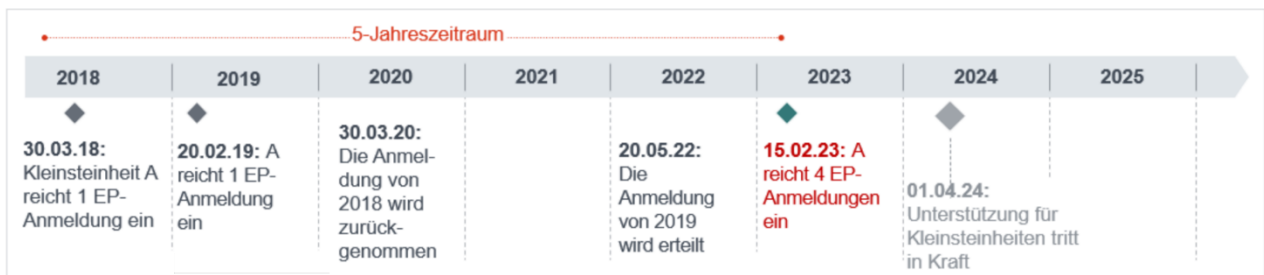 5-Jahreszeitraum
2018 2019 2020 2021 2022 2023 2024 2025
30.03.18:
Kleinsteinheit A
reicht 1 EP-
Anmeldung ein
20.02.19: A
reicht 1 EP-
Anmeldung
ein
30.03.20:
Die Anmel-
dung von
2018 wird
zurück-
genommen
20.05.22:
Die
Anmeldung
von 2019
wird erteilt
15.02.23: A
reicht 4 EP-
Anmeldungen
ein
01.04.24:
Unterstützung für
Kleinsteinheiten tritt
in Kraft